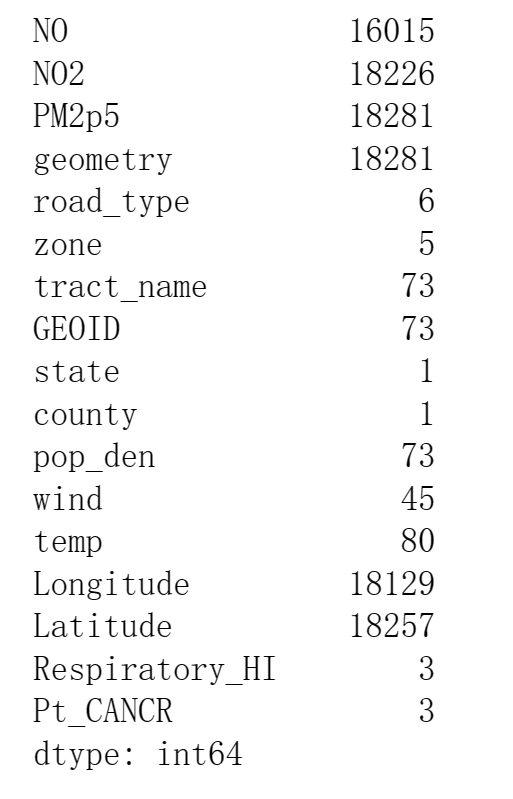 NO 16015
NO2 18226
PM2p5 18281
geometry 18281
road_type 6
zone 5
tract_name 73
GEOID 73
state 1
county 1
pop_den 73
wind 45
temp 80
Longitude 18129
Latitude 18257
Respiratory_HI 3
Pt_CANCR 3
dtype: int64